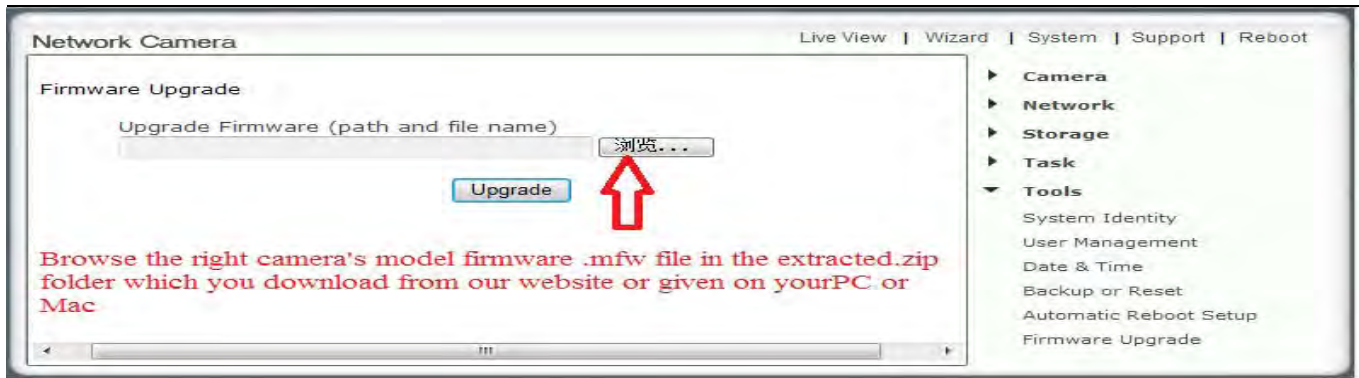 Network Camera
Live View | Wizard | System | Support | Reboot
Firmware Upgrade
Upgrade Firmware (path and file name)
浏览...
Upgrade
Browse the right camera's model firmware .mfw file in the extracted.zip
folder which you download from our website or given on yourPC or
Mac
Camera
Network
Storage
Task
Tools
System Identity
User Management
Date & Time
Backup or Reset
Automatic Reboot Setup
Firmware Upgrade